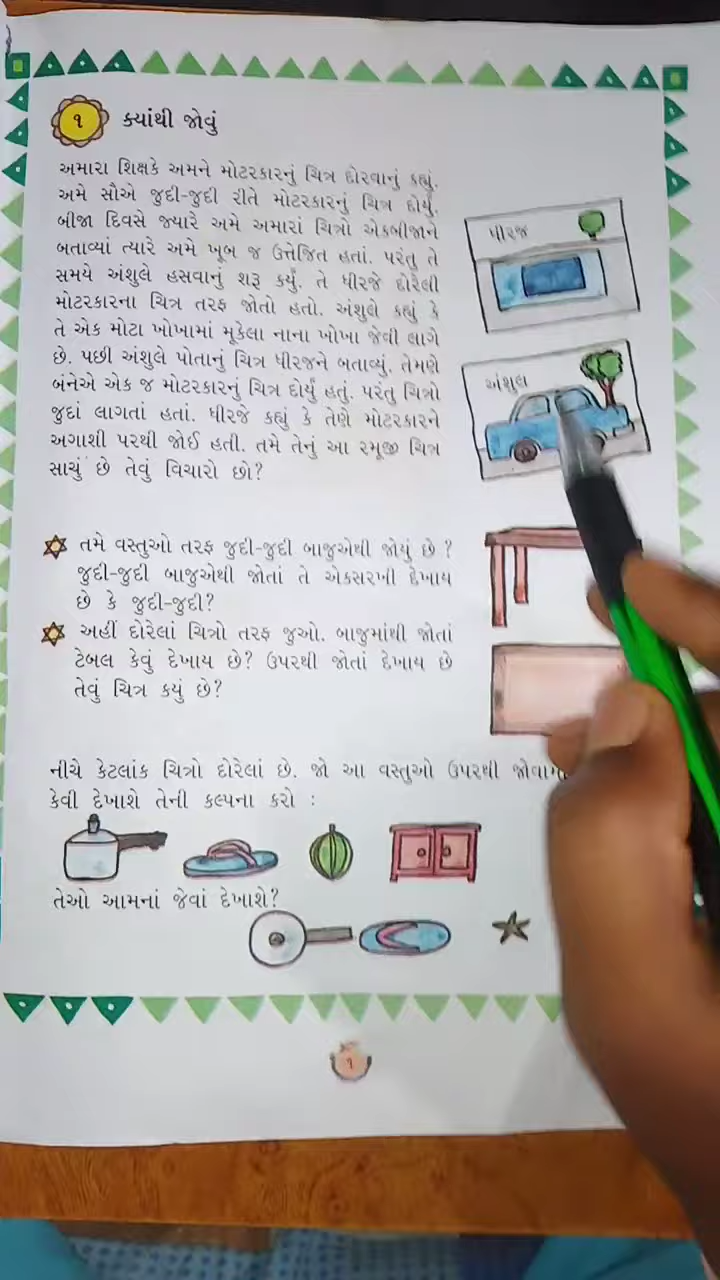 ૧ ક્યાંથી જોવું
અમારા શિક્ષકે અમને મોટરકારનું ચિત્ર દોરવાનું કહ્યું.
અમે સૌએ જુદી-જુદી રીતે મોટરકારનું ચિત્ર દોર્યું.
બીજા દિવસે જ્યારે અમે અમારાં ચિત્રો એકબીજાને
બતાવ્યાં ત્યારે અમે ખૂબ જ ઉત્તેજિત હતાં. પરંતુ તે
સમયે અંશુલે હસવાનું શરૂ કર્યું. તે ધીરજે દોરેલી
મોટરકારના ચિત્ર તરફ જોતો હતો. અંશુલે કહ્યું કે
તે એક મોટા ખોખામાં મૂકેલા નાના ખોખા જેવી લાગે
છે. પછી અંશુલે પોતાનું ચિત્ર ધીરજને બતાવ્યું. તેમણે
બંનેએ એક જ મોટરકારનું ચિત્ર દોર્યું હતું. પરંતુ ચિત્રો
જુદાં લાગતાં હતાં. ધીરજે કહ્યું કે તેણે મોટરકારને
અગાશી પરથી જોઈ હતી. તમે તેનું આ રમૂજી ચિત્ર
સાચું છે તેવું વિચારો છો?
ધીરજ
અંશુલ
તમે વસ્તુઓ તરફ જુદી-જુદી બાજુએથી જોયું છે ?
જુદી-જુદી બાજુએથી જોતાં તે એકસરખી દેખાય
છે કે જુદી-જુદી?
અહીં દોરેલાં ચિત્રો તરફ જુઓ. બાજુમાંથી જોતાં
ટેબલ કેવું દેખાય છે? ઉપરથી જોતાં દેખાય છે
તેવું ચિત્ર કયું છે?
નીચે કેટલાંક ચિત્રો દોરેલાં છે. જો આ વસ્તુઓ ઉપરથી
કેવી દેખાશે તેની કલ્પના કરો :
તેઓ આમનાં જેવાં દેખાશે?
૧